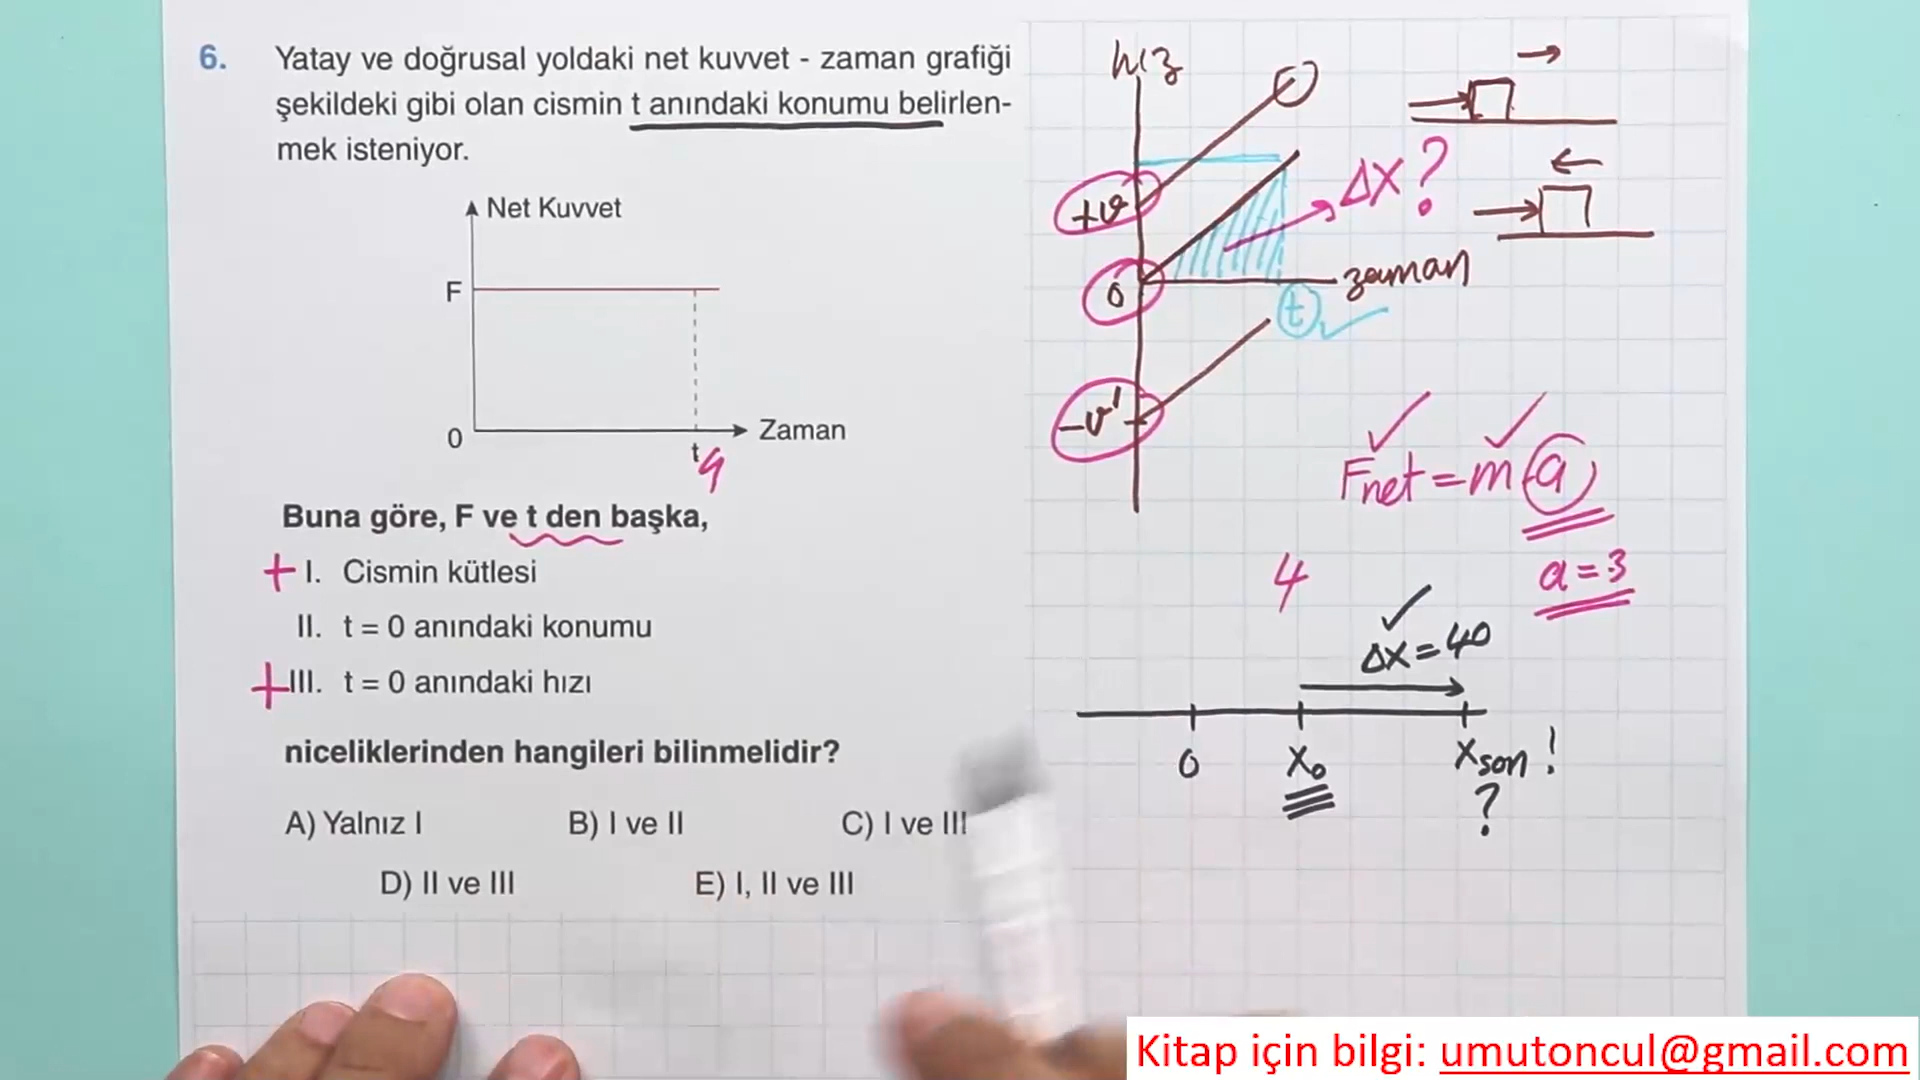 6. Yatay ve doğrusal yoldaki net kuvvet - zaman grafiği
şekildeki gibi olan cismin t anındaki konumu belirlen-
mek isteniyor.
Net Kuvvet
F
0
Zaman
t
Buna göre, F ve t den başka,
+ I. Cismin kütlesi
II. t = 0 anındaki konumu
+ III. t = 0 anındaki hızı
niceliklerinden hangileri bilinmelidir?
A) Yalnız I B) I ve II C) I ve III
D) II ve III E) I, II ve III
hız
+v
ΔX ?
0
zaman
t
-v'
Fnet = m a
4
a = 3
ΔX = 40
0 X₀ Xson !
?
Kitap için bilgi: umutoncul@gmail.com